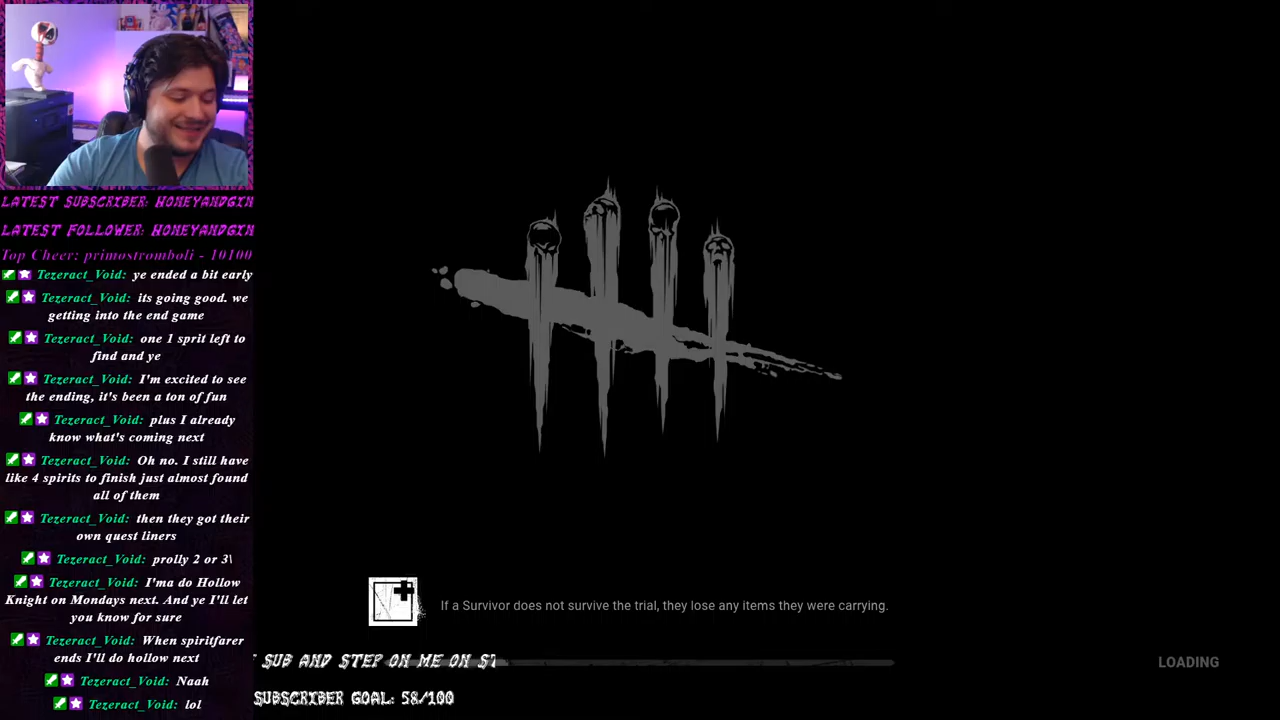 LATEST SUBSCRIBER: HONEYANDGIN
LATEST FOLLOWER: HONEYANDGIN
Top Cheer: primostromboli - 10100
Tezeract_Void: ye ended a bit early
Tezeract_Void: its going good. we
getting into the end game
Tezeract_Void: one 1 sprit left to
find and ye
Tezeract_Void: I'm excited to see
the ending, it's been a ton of fun
Tezeract_Void: plus I already
know what's coming next
Tezeract_Void: Oh no. I still have
like 4 spirits to finish just almost found
all of them
Tezeract_Void: then they got their
own quest liners
Tezeract_Void: prolly 2 or 3\
Tezeract_Void: I'ma do Hollow
Knight on Mondays next. And ye I'll let
you know for sure
Tezeract_Void: When spiritfarer
ends I'll do hollow next
Tezeract_Void: Naah
Tezeract_Void: lol
If a Survivor does not survive the trial, they lose any items they were carrying.
SUB AND STEP ON ME ON ST
LOADING
SUBSCRIBER GOAL: 58/100